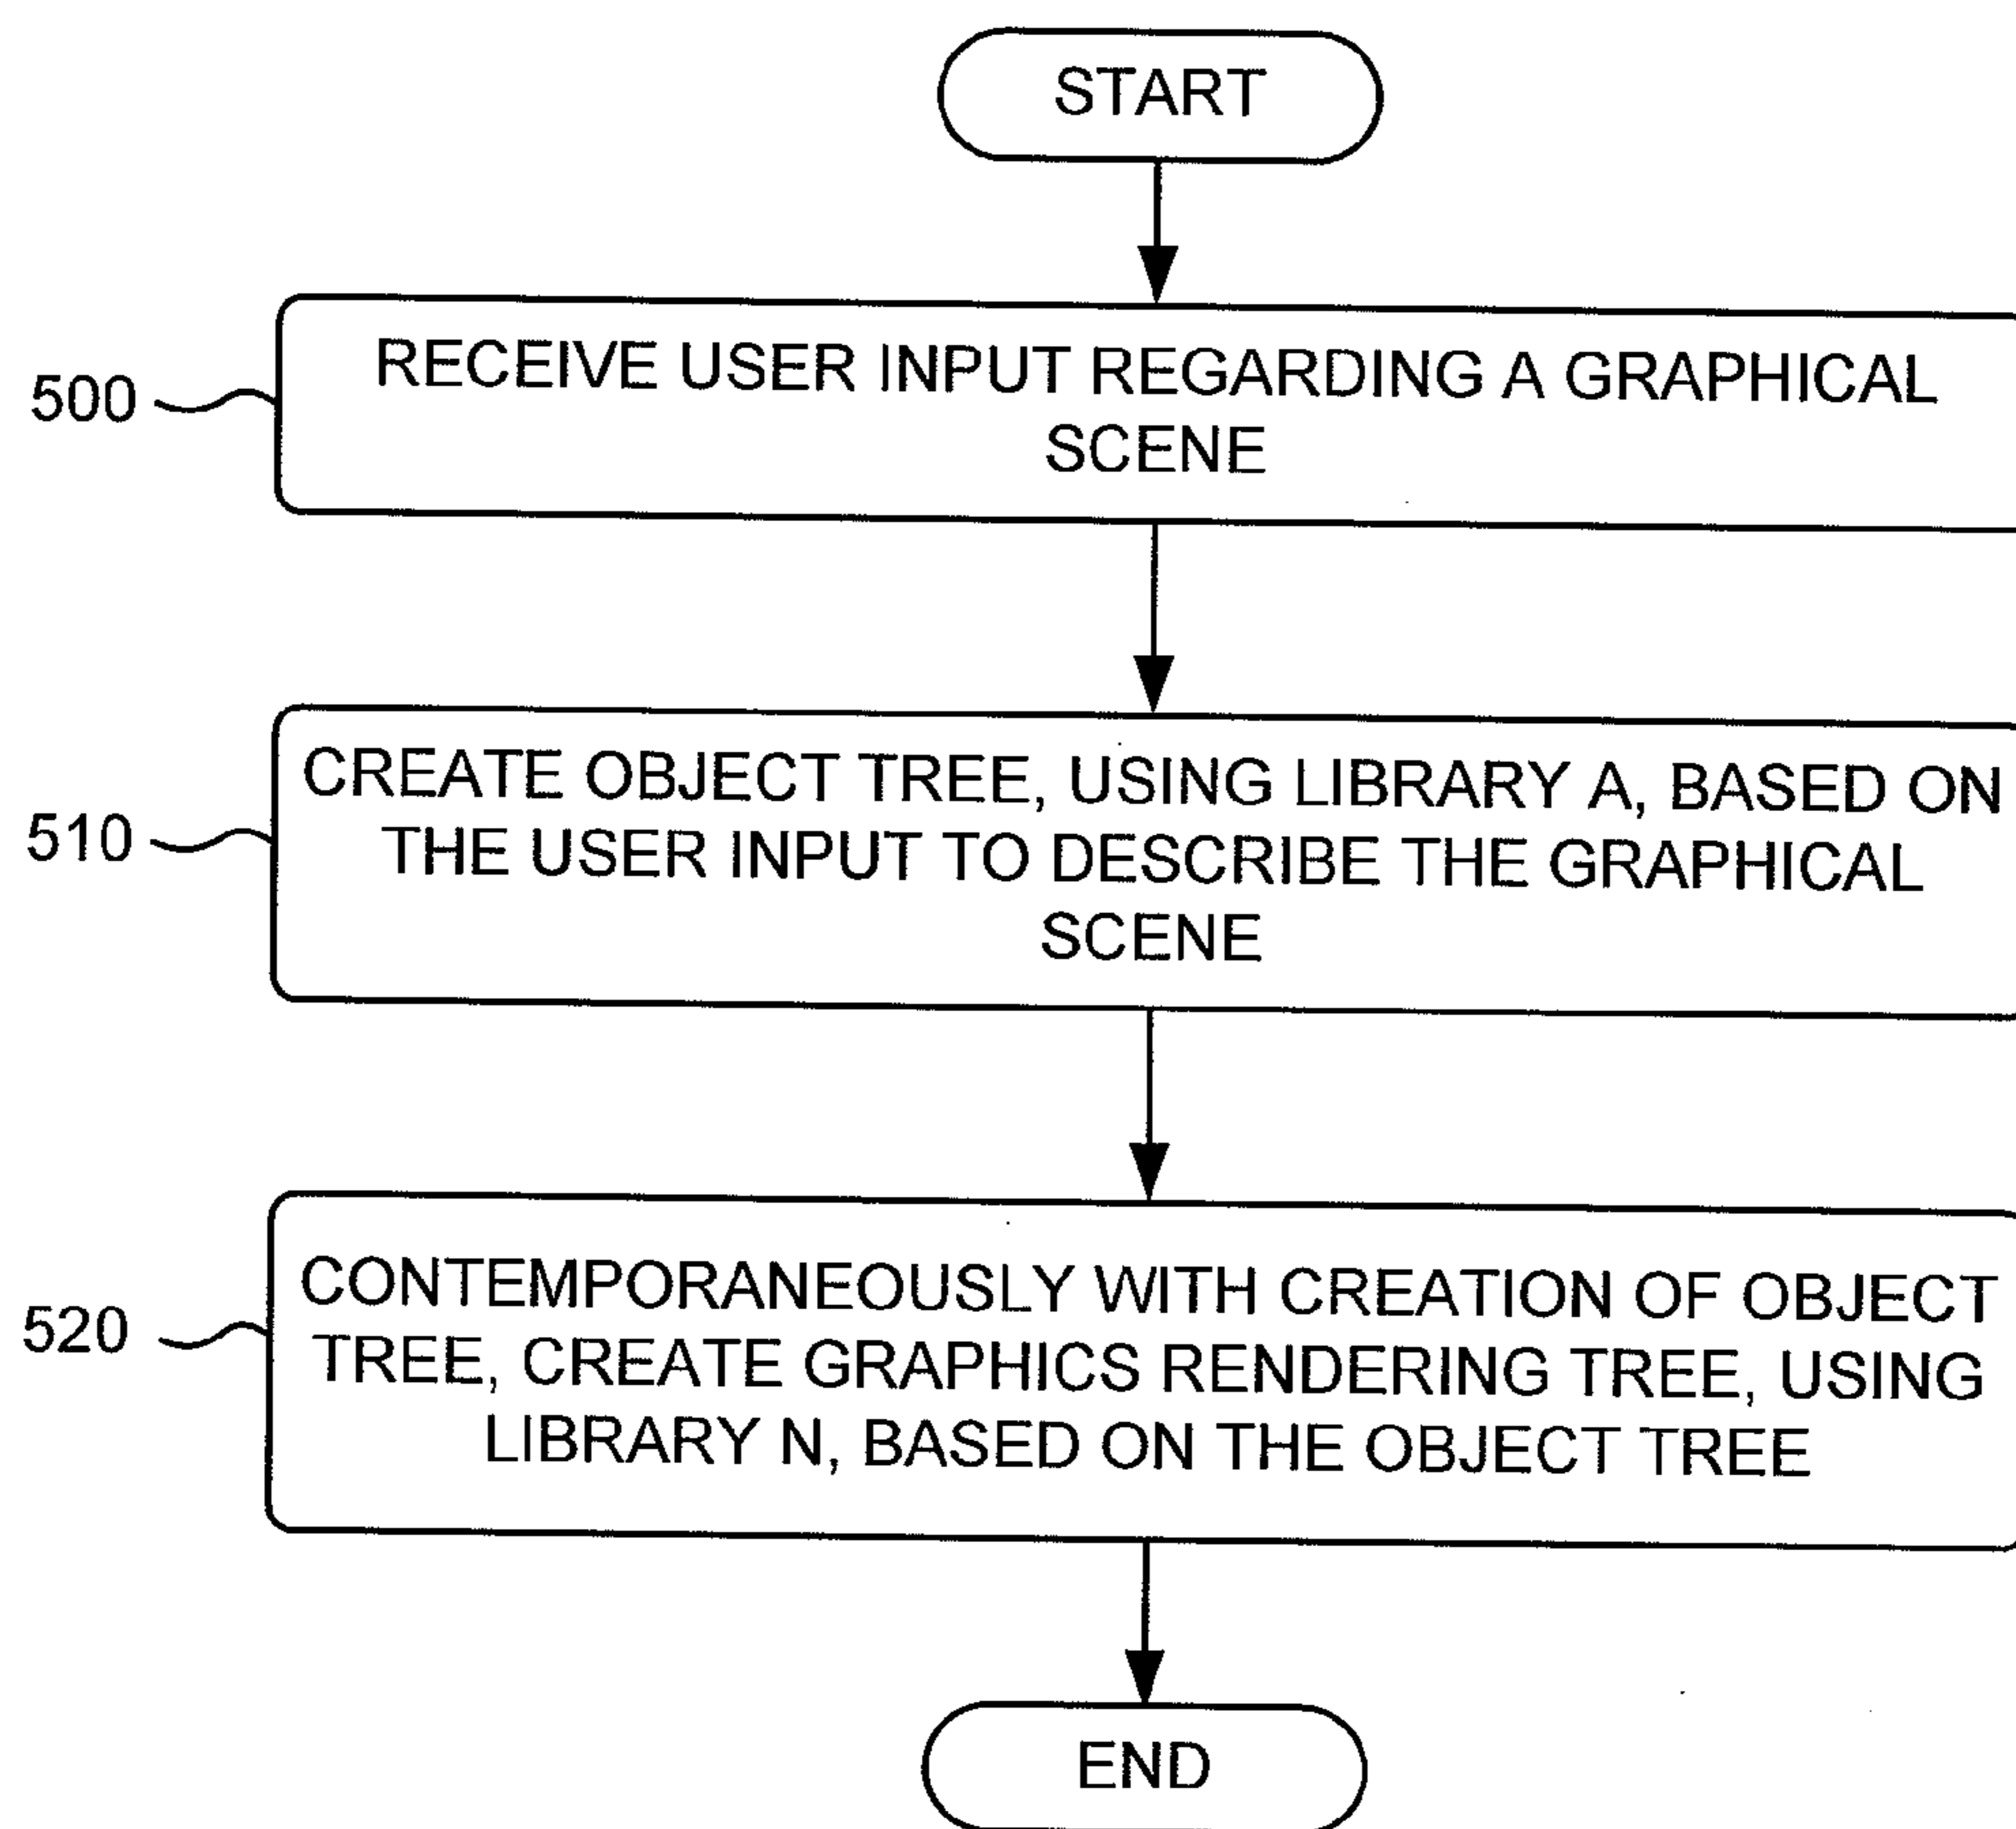 START
500
RECEIVE USER INPUT REGARDING A GRAPHICAL
SCENE
510
CREATE OBJECT TREE, USING LIBRARY A, BASED ON
THE USER INPUT TO DESCRIBE THE GRAPHICAL
SCENE
520
CONTEMPORANEOUSLY WITH CREATION OF OBJECT
TREE, CREATE GRAPHICS RENDERING TREE, USING
LIBRARY N, BASED ON THE OBJECT TREE
END